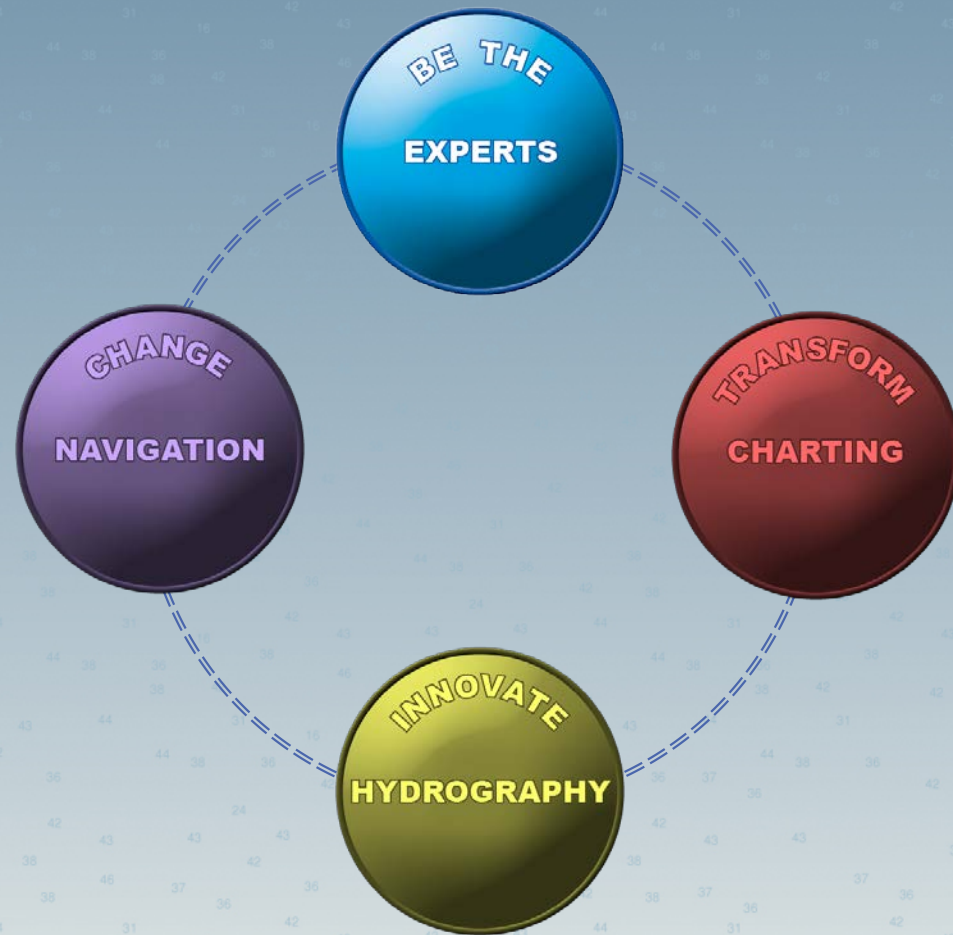 BE THE
EXPERTS
CHANGE
NAVIGATION
TRANSFORM
CHARTING
INNOVATE
HYDROGRAPHY